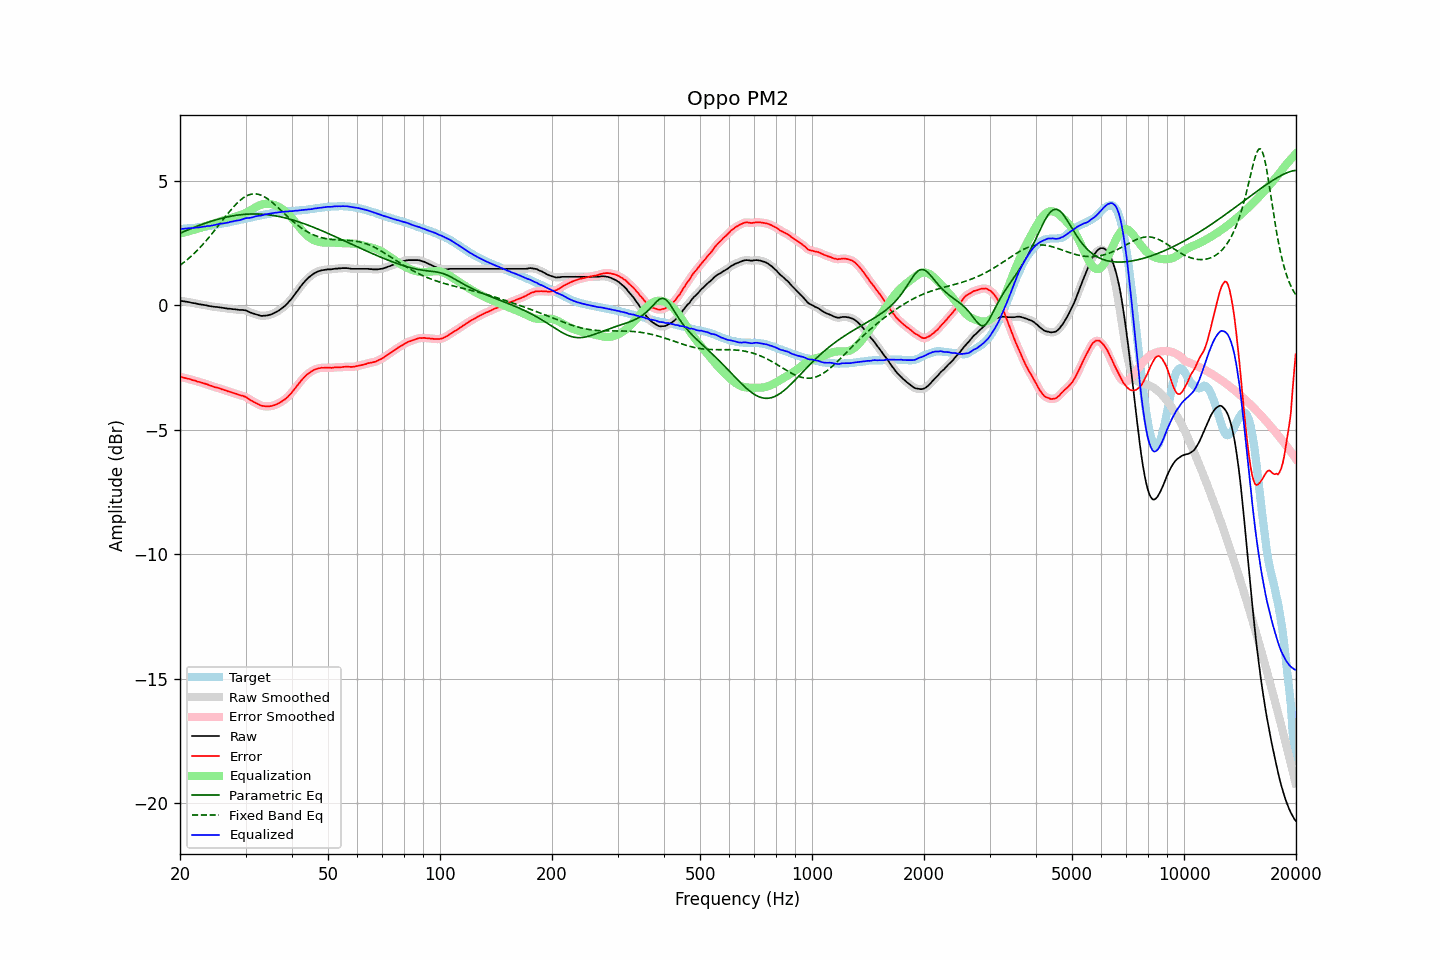 Oppo PM2
Amplitude (dBr)
5
0
−5
−10
−15
−20
Target
Raw Smoothed
Error Smoothed
Raw
Error
Equalization
Parametric Eq
Fixed Band Eq
Equalized
20 50 100 200 500 1000 2000 5000 10000 20000
Frequency (Hz)